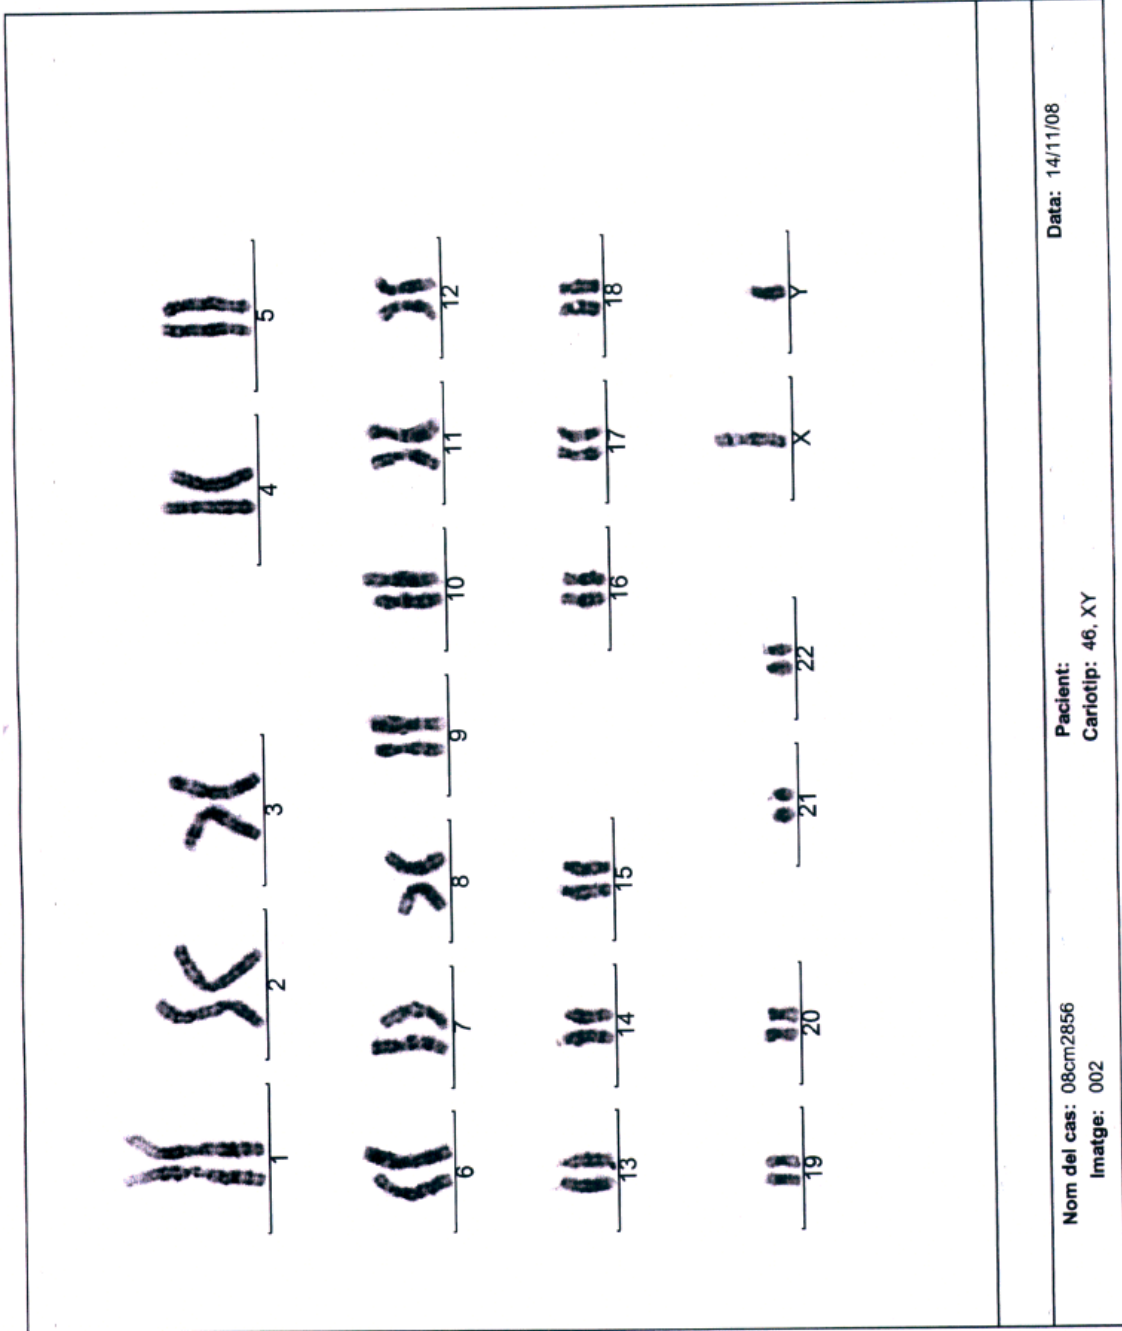 1 2 3 4 5
6 7 8 9 10 11 12
13 14 15 16 17 18
19 20 21 22 X Y
Nom del cas: 08cm2856 Pacient: Data: 14/11/08
Imatge: 002 Cariotip: 46, XY